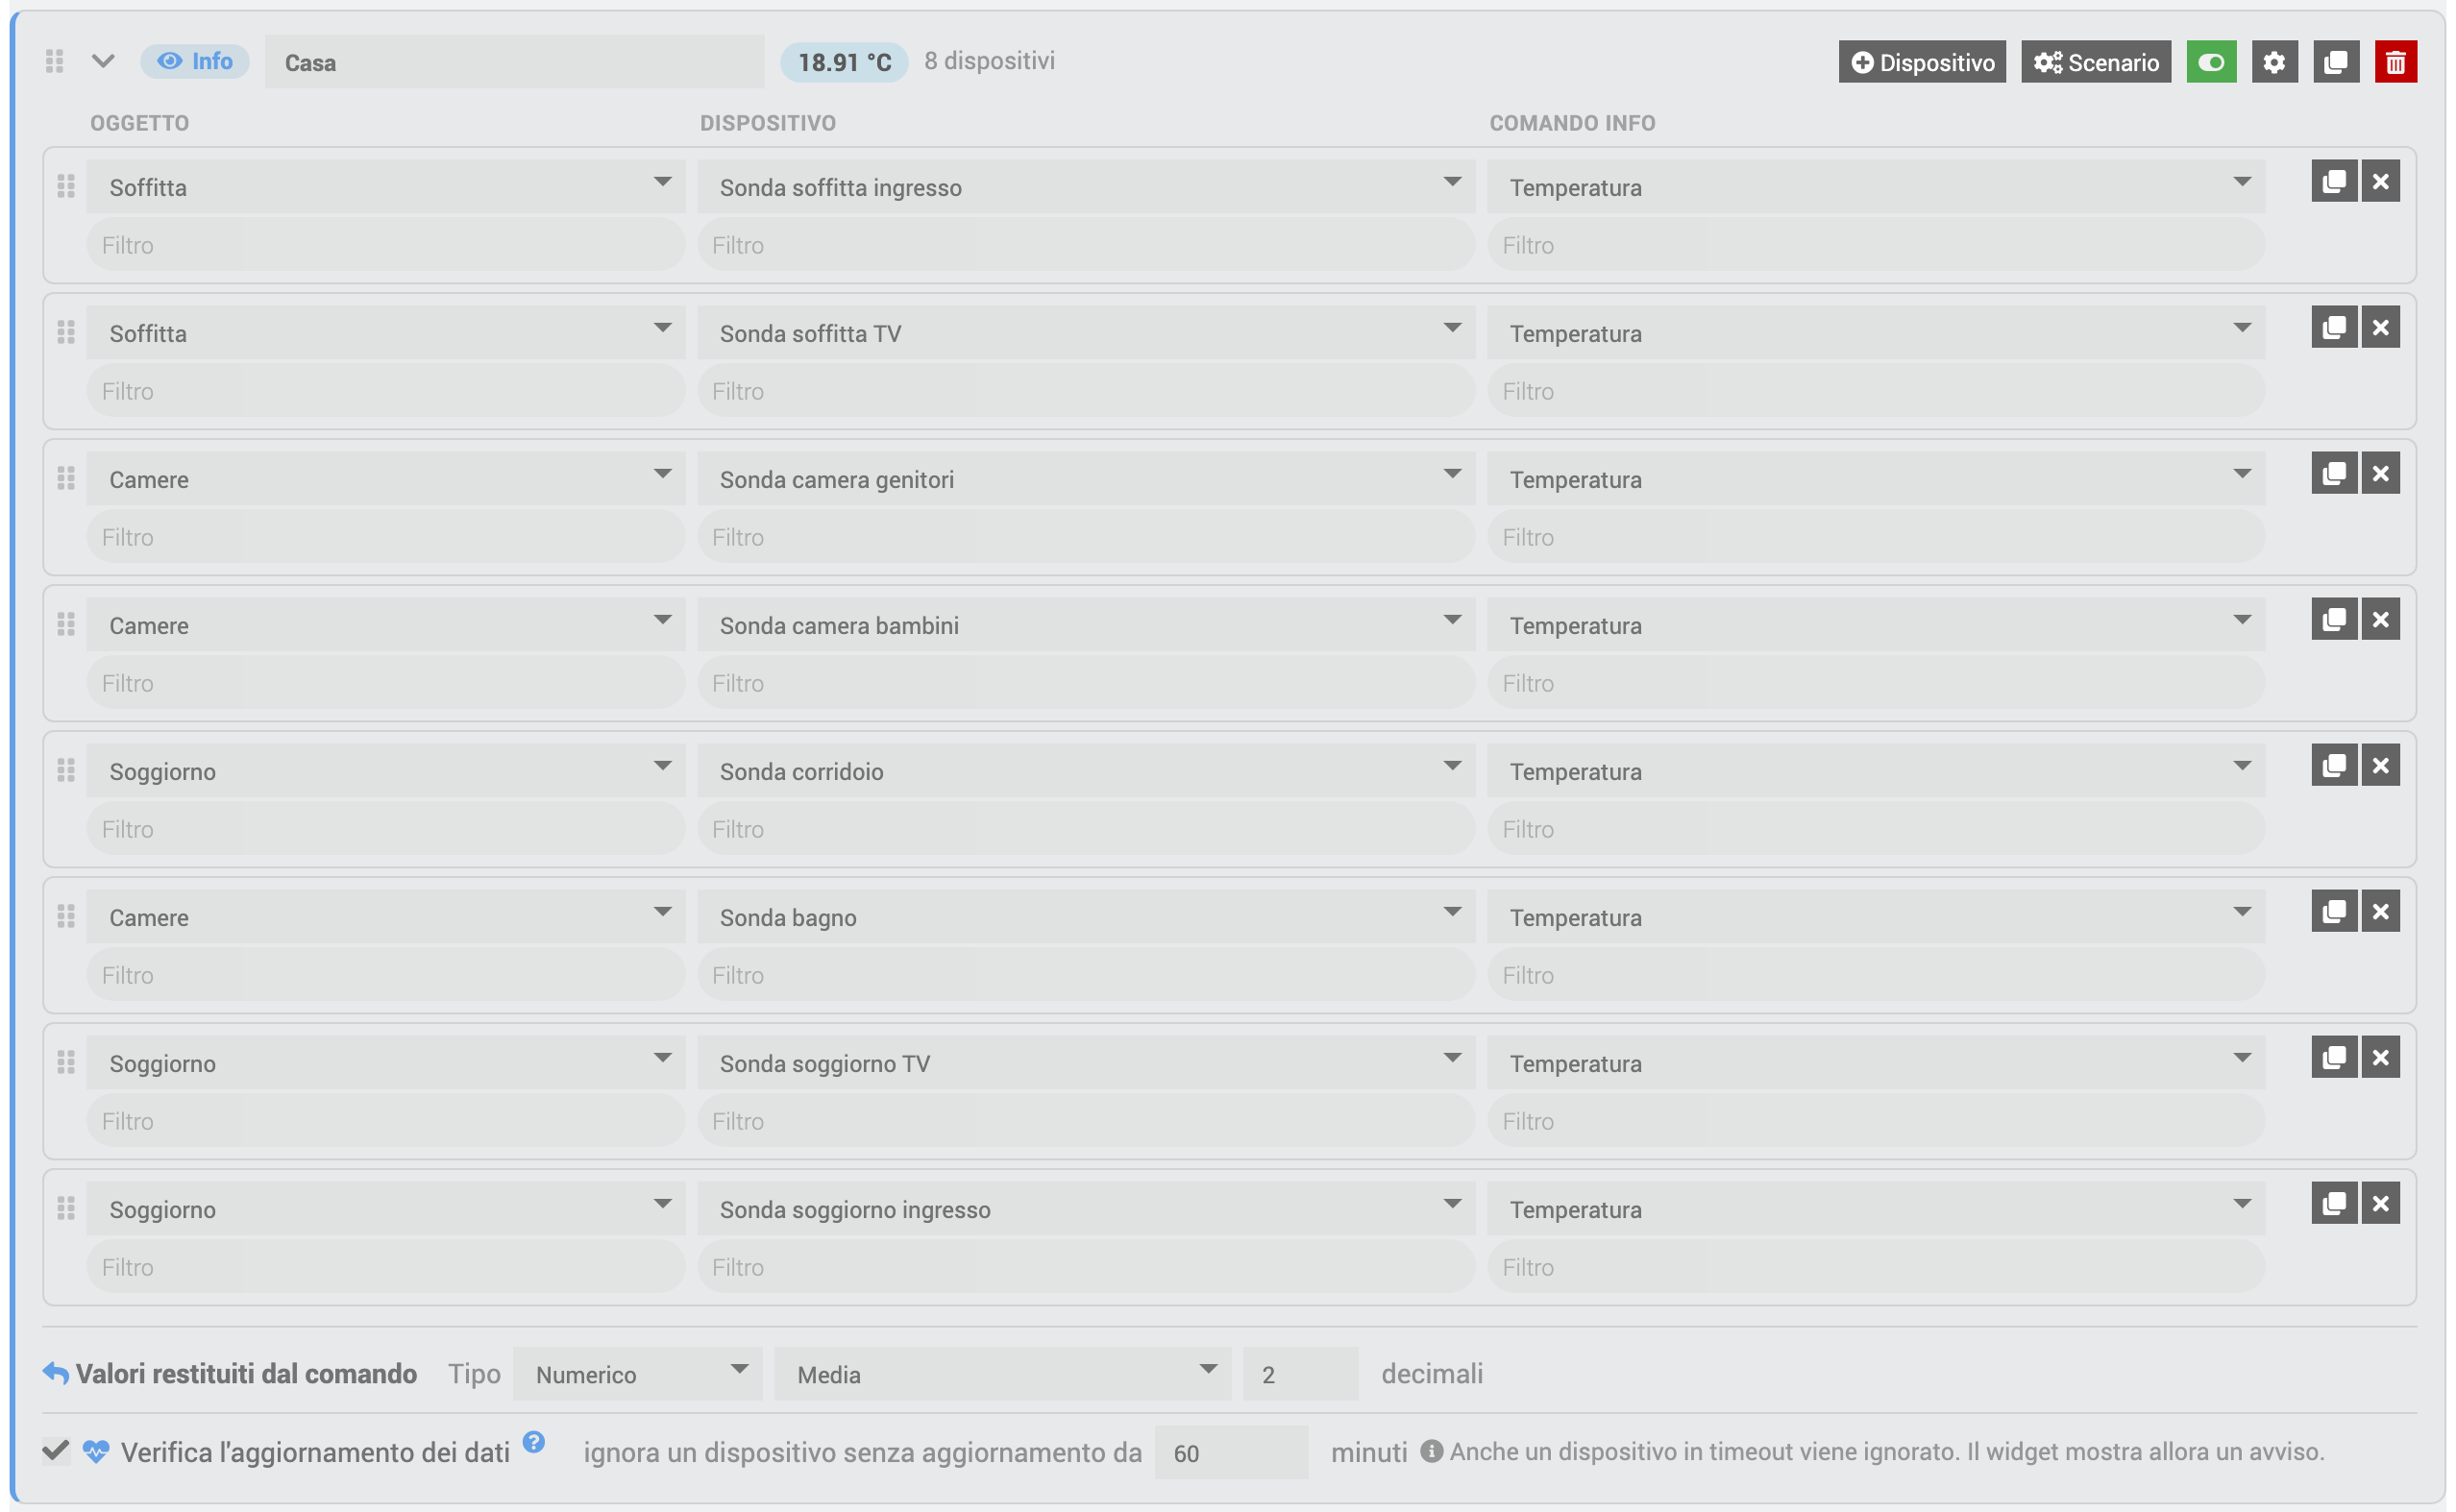 Info Casa 18.91 °C 8 dispositivi Dispositivo Scenario
OGGETTO DISPOSITIVO COMANDO INFO
Soffitta Sonda soffitta ingresso Temperatura
Filtro Filtro Filtro
Soffitta Sonda soffitta TV Temperatura
Filtro Filtro Filtro
Camere Sonda camera genitori Temperatura
Filtro Filtro Filtro
Camere Sonda camera bambini Temperatura
Filtro Filtro Filtro
Soggiorno Sonda corridoio Temperatura
Filtro Filtro Filtro
Camere Sonda bagno Temperatura
Filtro Filtro Filtro
Soggiorno Sonda soggiorno TV Temperatura
Filtro Filtro Filtro
Soggiorno Sonda soggiorno ingresso Temperatura
Filtro Filtro Filtro
Valori restituiti dal comando Tipo Numerico Media 2 decimali
Verifica l'aggiornamento dei dati ? ignora un dispositivo senza aggiornamento da 60 minuti Anche un dispositivo in timeout viene ignorato. Il widget mostra allora un avviso.